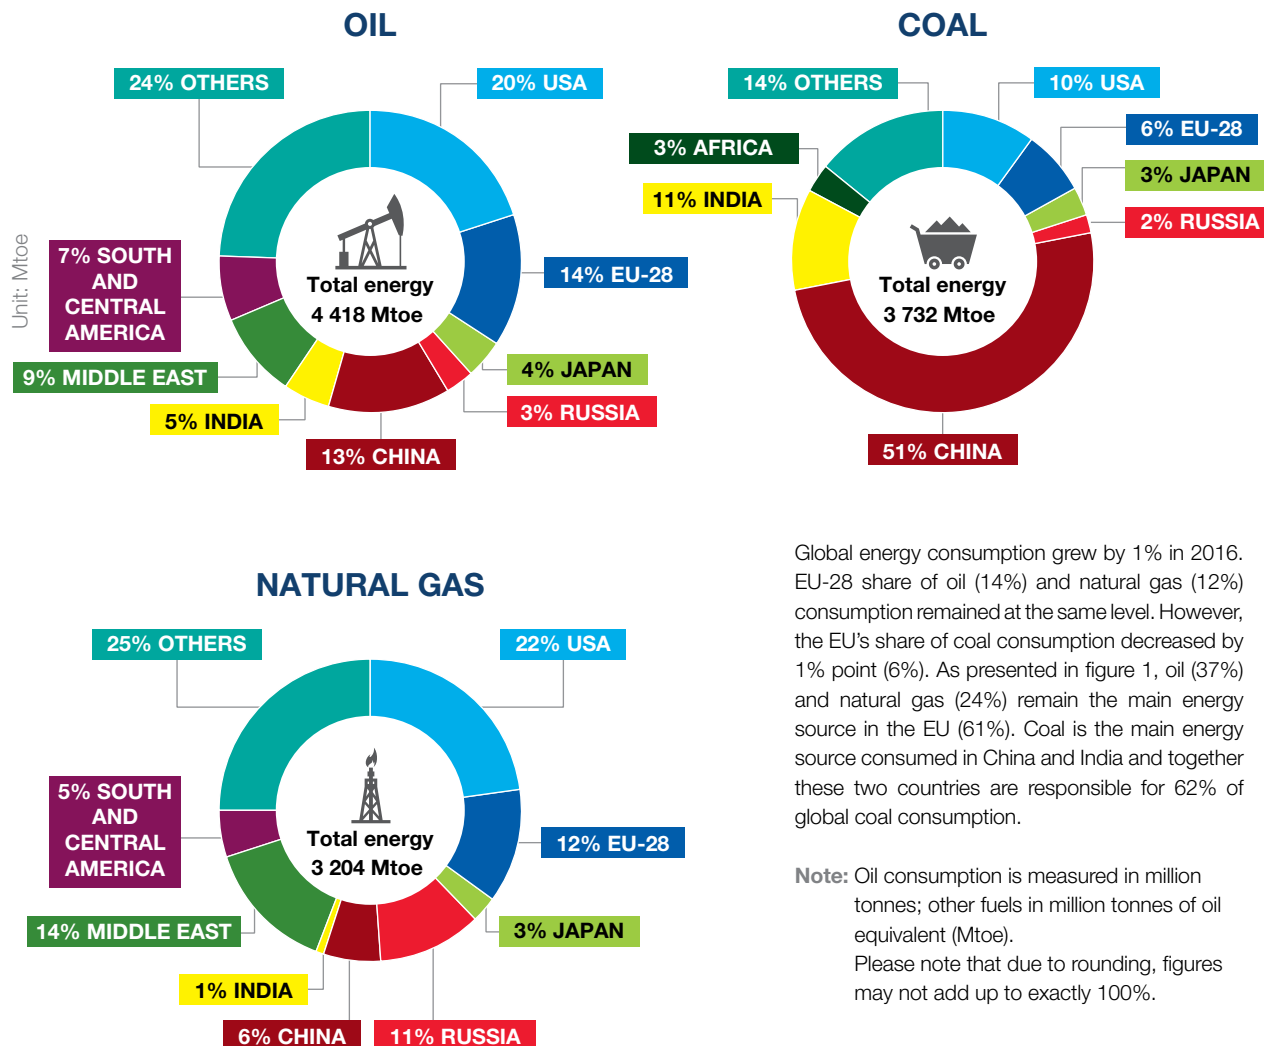 OIL
24% OTHERS
20% USA
14% EU-28
4% JAPAN
3% RUSSIA
13% CHINA
5% INDIA
9% MIDDLE EAST
7% SOUTH
AND
CENTRAL
AMERICA
Total energy
4 418 Mtoe
Unit: Mtoe
COAL
14% OTHERS
10% USA
6% EU-28
3% JAPAN
2% RUSSIA
51% CHINA
11% INDIA
3% AFRICA
Total energy
3 732 Mtoe
NATURAL GAS
25% OTHERS
22% USA
12% EU-28
3% JAPAN
11% RUSSIA
6% CHINA
1% INDIA
14% MIDDLE EAST
5% SOUTH
AND
CENTRAL
AMERICA
Total energy
3 204 Mtoe
Global energy consumption grew by 1% in 2016.
EU-28 share of oil (14%) and natural gas (12%)
consumption remained at the same level. However,
the EU's share of coal consumption decreased by
1% point (6%). As presented in figure 1, oil (37%)
and natural gas (24%) remain the main energy
source in the EU (61%). Coal is the main energy
source consumed in China and India and together
these two countries are responsible for 62% of
global coal consumption.
Note: Oil consumption is measured in million
tonnes; other fuels in million tonnes of oil
equivalent (Mtoe).
Please note that due to rounding, figures
may not add up to exactly 100%.